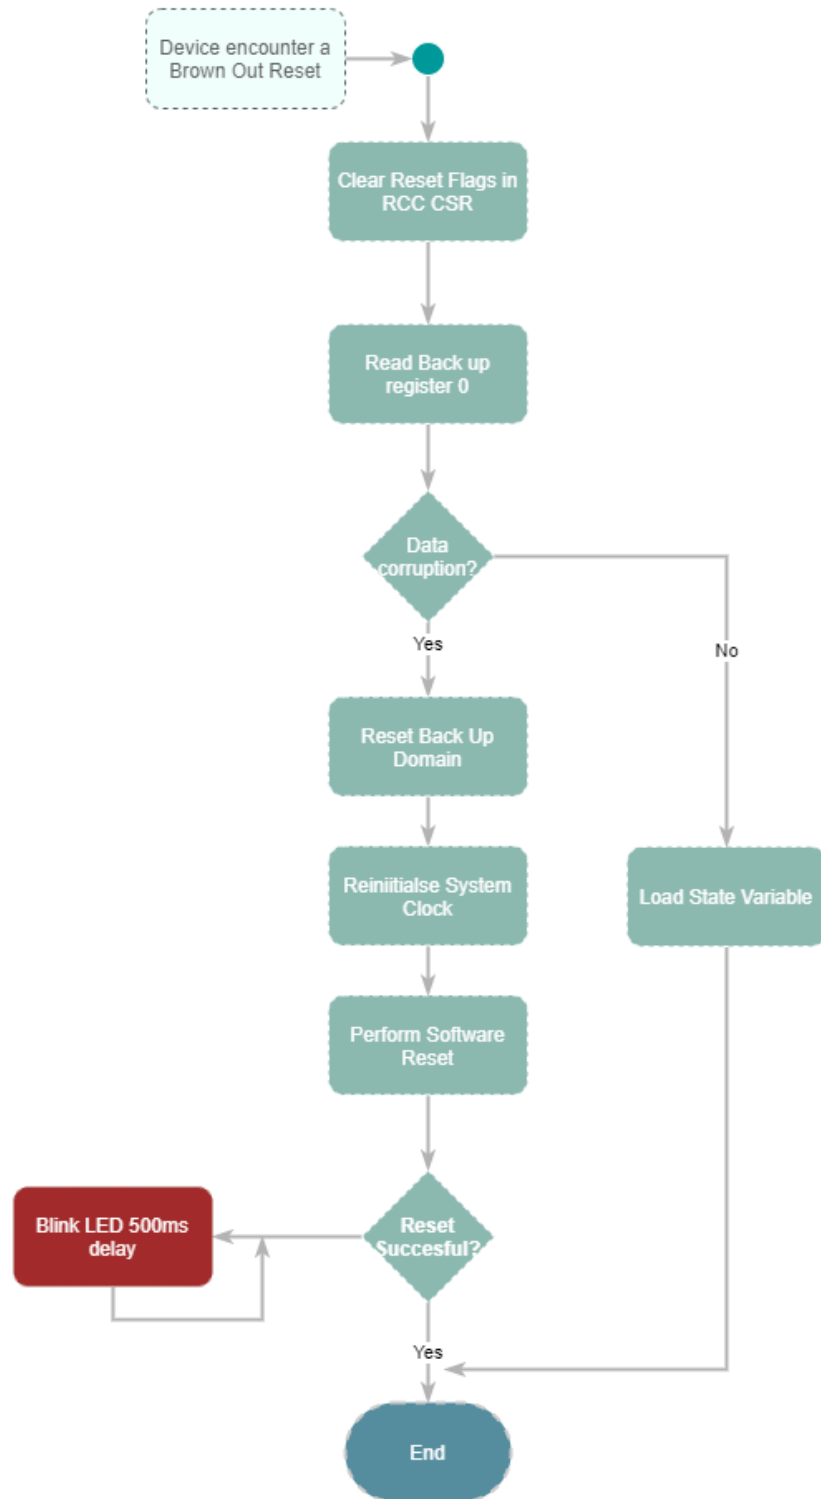 Device encounter a
Brown Out Reset
Clear Reset Flags in
RCC CSR
Read Back up
register 0
Data
corruption?
Yes
No
Reset Back Up
Domain
Reiniitialse System
Clock
Load State Variable
Perform Software
Reset
Blink LED 500ms
delay
Reset
Succesful?
Yes
End